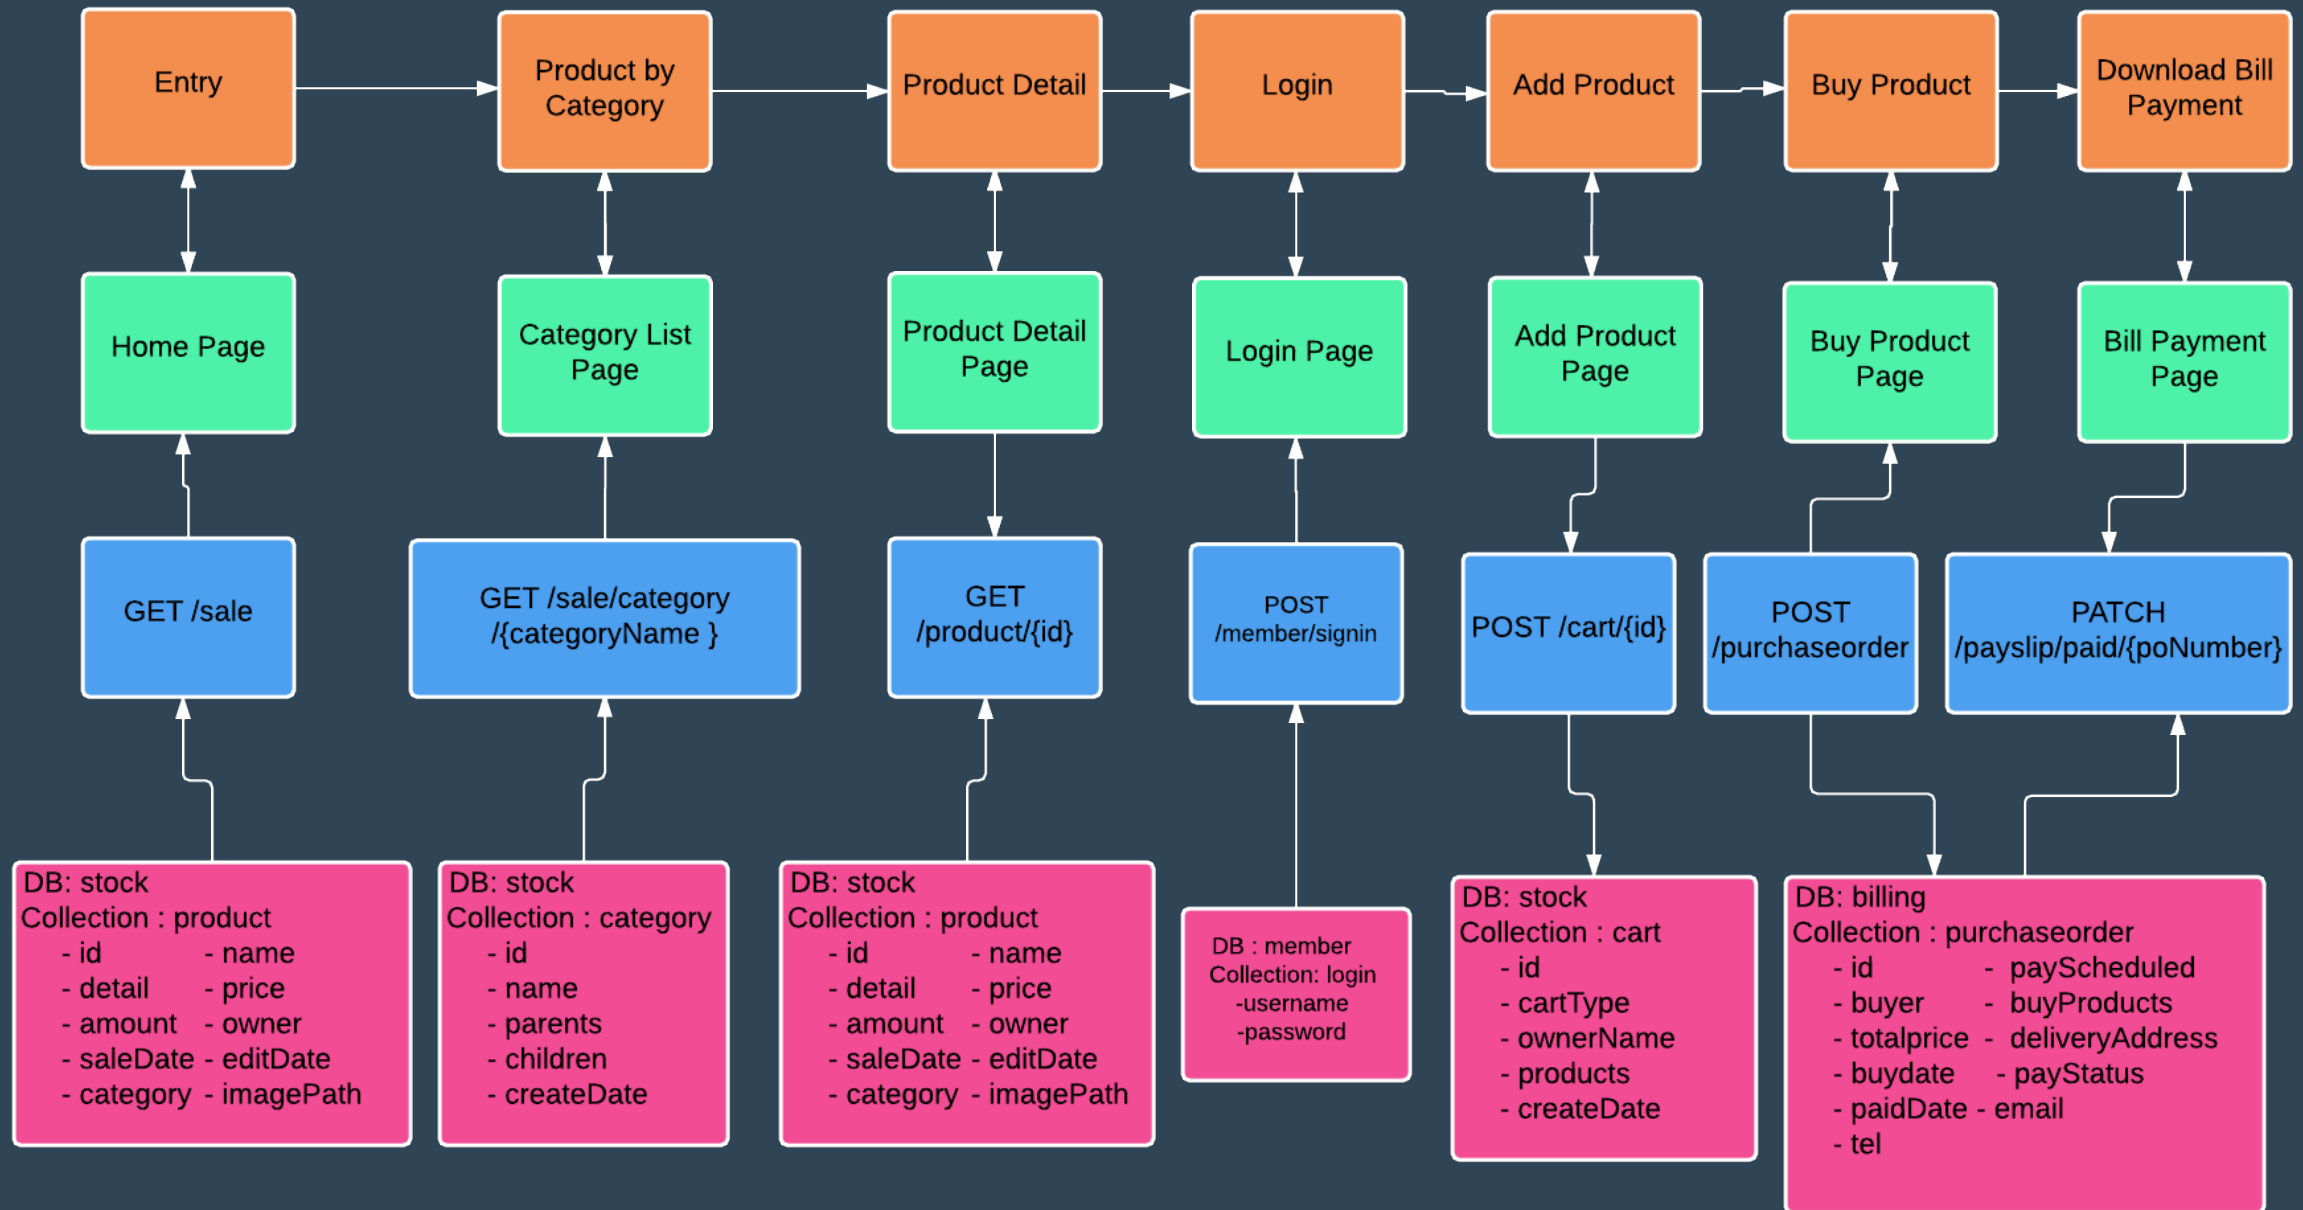 Entry
Product by
Category
Product Detail
Login
Add Product
Buy Product
Download Bill
Payment
Home Page
Category List
Page
Product Detail
Page
Login Page
Add Product
Page
Buy Product
Page
Bill Payment
Page
GET /sale
GET /sale/category
/{categoryName }
GET
/product/{id}
POST
/member/signin
POST /cart/{id}
POST
/purchaseorder
PATCH
/payslip/paid/{poNumber}
DB: stock
Collection : product
- id - name
- detail - price
- amount - owner
- saleDate - editDate
- category - imagePath
DB: stock
Collection : category
- id
- name
- parents
- children
- createDate
DB: stock
Collection : product
- id - name
- detail - price
- amount - owner
- saleDate - editDate
- category - imagePath
DB : member
Collection: login
-username
-password
DB: stock
Collection : cart
- id
- cartType
- ownerName
- products
- createDate
DB: billing
Collection : purchaseorder
- id - payScheduled
- buyer - buyProducts
- totalprice - deliveryAddress
- buydate - payStatus
- paidDate - email
- tel